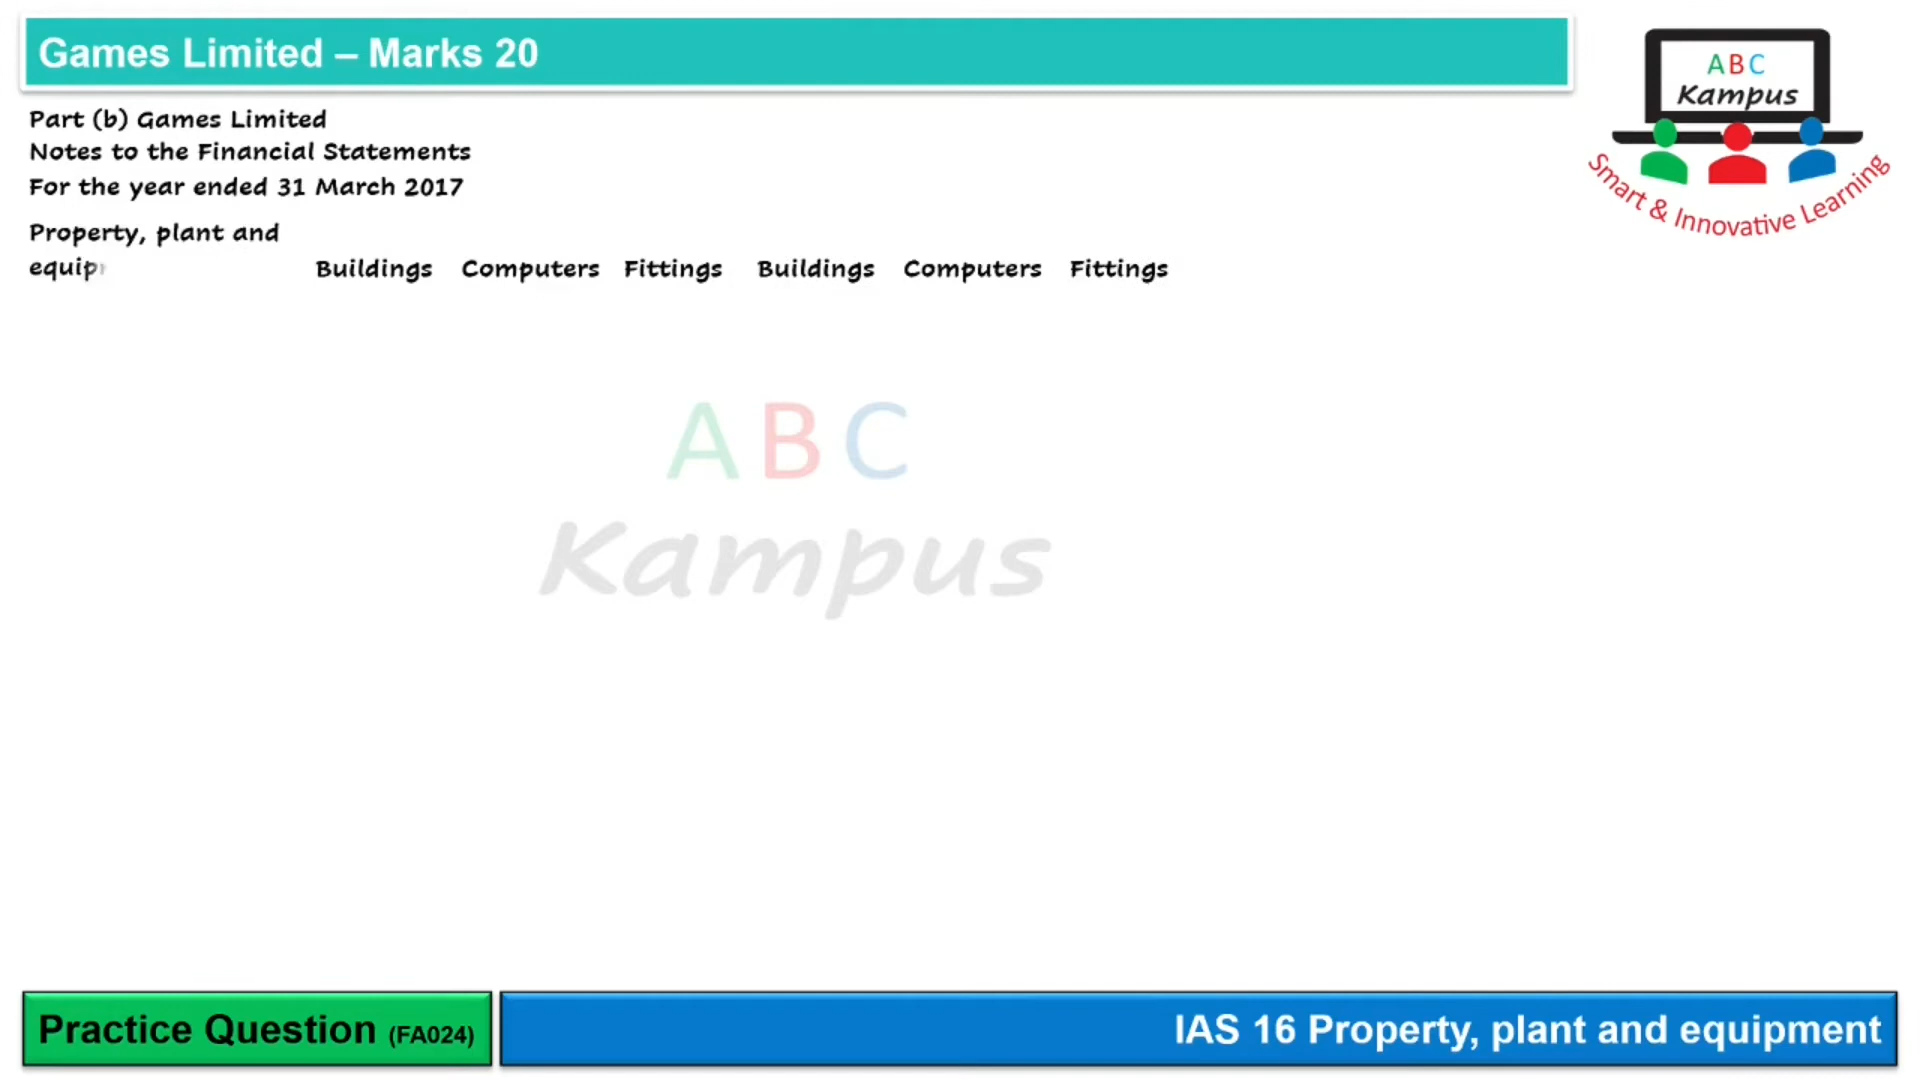 Games Limited – Marks 20
ABC
Kampus
Smart & Innovative Learning
Part (b) Games Limited
Notes to the Financial Statements
For the year ended 31 March 2017
Property, plant and
equip Buildings Computers Fittings Buildings Computers Fittings
ABC
Kampus
Practice Question (FA024)
IAS 16 Property, plant and equipment